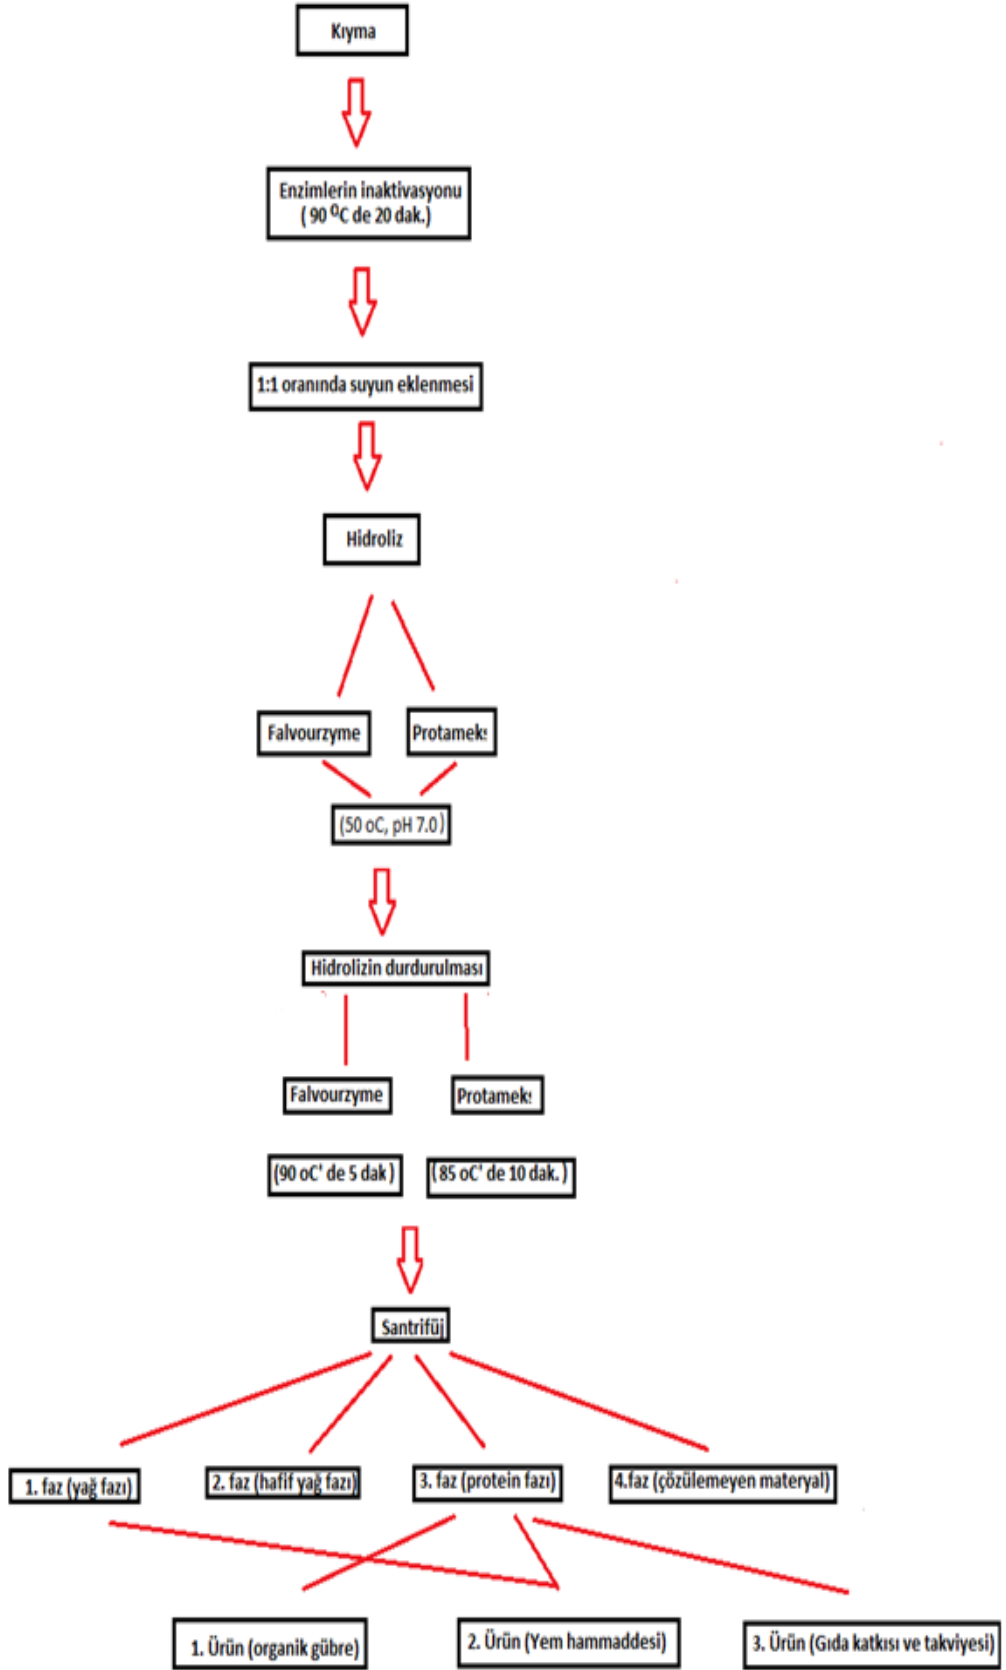 Kıyma
Enzimlerin inaktivasyonu
( 90 ⁰C de 20 dak.)
1:1 oranında suyun eklenmesi
Hidroliz
Falvourzyme
Protameks
(50 oC, pH 7.0)
Hidrolizin durdurulması
Falvourzyme
Protameks
(90 oC' de 5 dak )
(85 oC' de 10 dak.)
Santrifüj
1. faz (yağ fazı)
2. faz (hafif yağ fazı)
3. faz (protein fazı)
4.faz (çözülemeyen materyal)
1. Ürün (organik gübre)
2. Ürün (Yem hammaddesi)
3. Ürün (Gıda katkısı ve takviyesi)